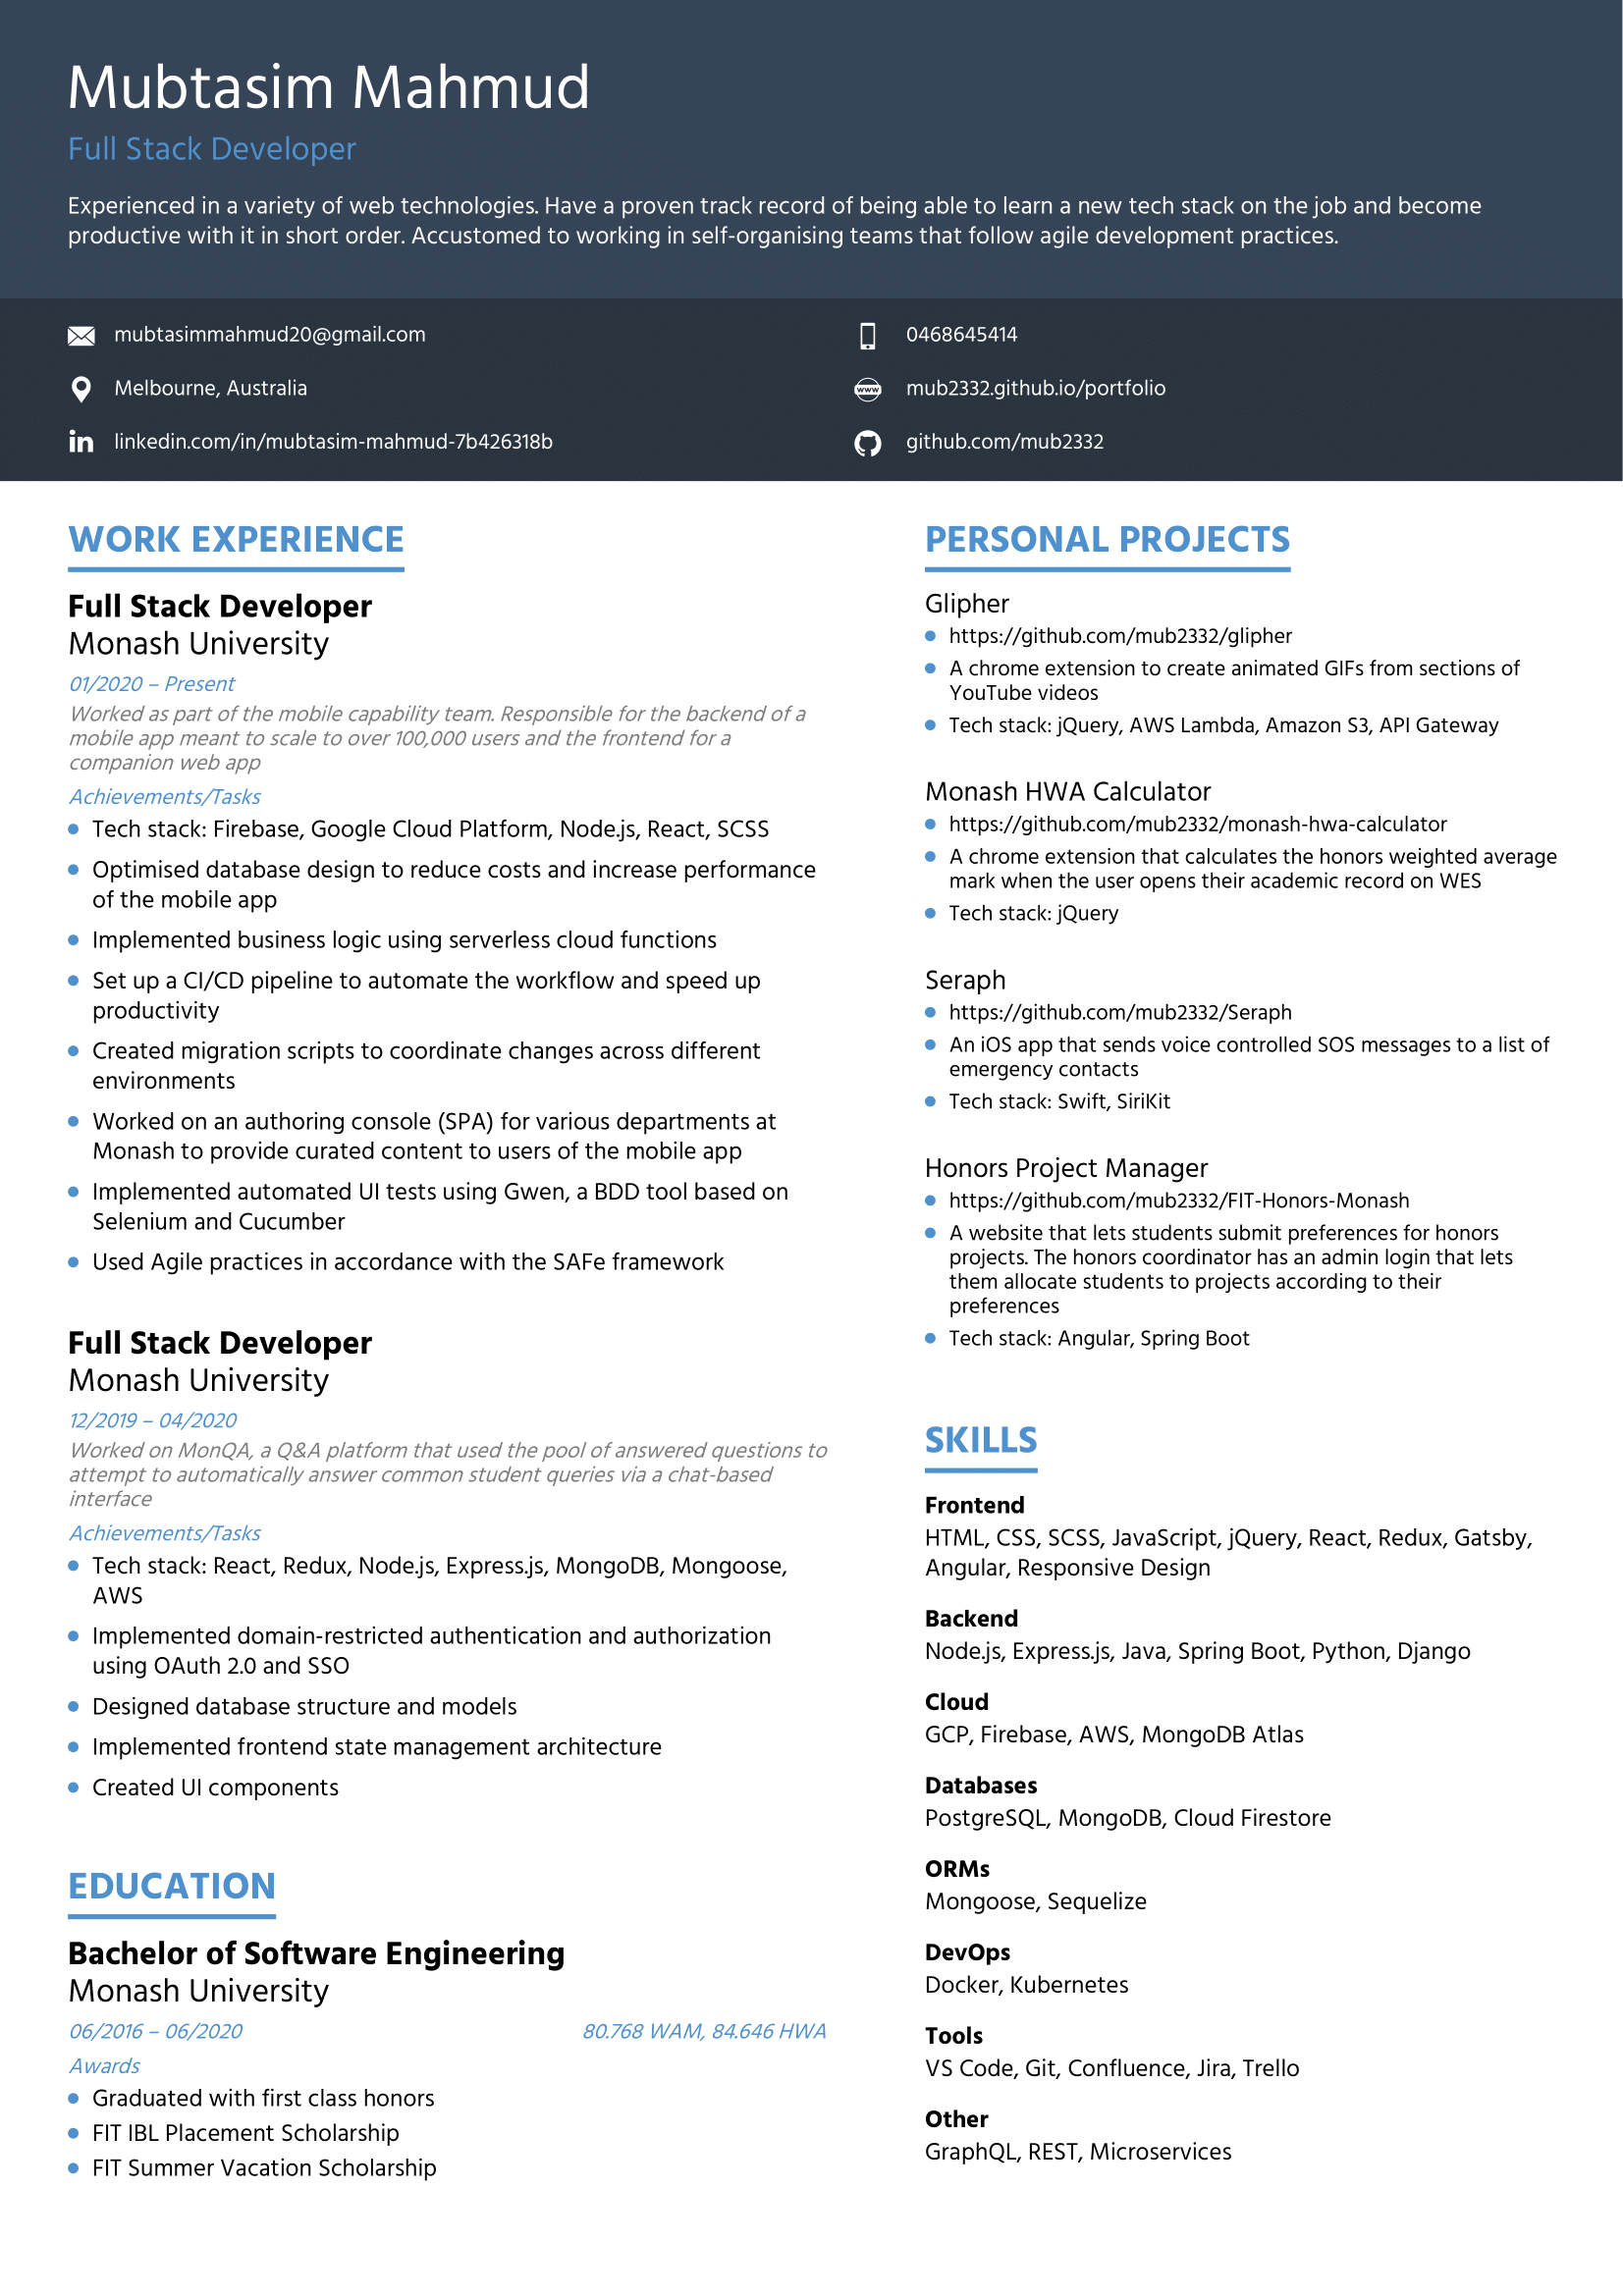 Mubtasim Mahmud
Full Stack Developer
Experienced in a variety of web technologies. Have a proven track record of being able to learn a new tech stack on the job and become
productive with it in short order. Accustomed to working in self-organising teams that follow agile development practices.
mubtasimmahmud20@gmail.com
0468645414
Melbourne, Australia
www
mub2332.github.io/portfolio
in
linkedin.com/in/mubtasim-mahmud-7b426318b
github.com/mub2332
WORK EXPERIENCE
Full Stack Developer
Monash University
01/2020 – Present
Worked as part of the mobile capability team. Responsible for the backend of a
mobile app meant to scale to over 100,000 users and the frontend for a
companion web app
Achievements/Tasks
Tech stack: Firebase, Google Cloud Platform, Node.js, React, SCSS
Optimised database design to reduce costs and increase performance
of the mobile app
Implemented business logic using serverless cloud functions
Set up a CI/CD pipeline to automate the workflow and speed up
productivity
Created migration scripts to coordinate changes across different
environments
Worked on an authoring console (SPA) for various departments at
Monash to provide curated content to users of the mobile app
Implemented automated UI tests using Gwen, a BDD tool based on
Selenium and Cucumber
Used Agile practices in accordance with the SAFe framework
Full Stack Developer
Monash University
12/2019 – 04/2020
Worked on MonQA, a Q&A platform that used the pool of answered questions to
attempt to automatically answer common student queries via a chat-based
interface
Achievements/Tasks
Tech stack: React, Redux, Node.js, Express.js, MongoDB, Mongoose,
AWS
Implemented domain-restricted authentication and authorization
using OAuth 2.0 and SSO
Designed database structure and models
Implemented frontend state management architecture
Created UI components
EDUCATION
Bachelor of Software Engineering
Monash University
06/2016 – 06/2020 80.768 WAM, 84.646 HWA
Awards
Graduated with first class honors
FIT IBL Placement Scholarship
FIT Summer Vacation Scholarship
PERSONAL PROJECTS
Glipher
https://github.com/mub2332/glipher
A chrome extension to create animated GIFs from sections of
YouTube videos
Tech stack: jQuery, AWS Lambda, Amazon S3, API Gateway
Monash HWA Calculator
https://github.com/mub2332/monash-hwa-calculator
A chrome extension that calculates the honors weighted average
mark when the user opens their academic record on WES
Tech stack: jQuery
Seraph
https://github.com/mub2332/Seraph
An iOS app that sends voice controlled SOS messages to a list of
emergency contacts
Tech stack: Swift, SiriKit
Honors Project Manager
https://github.com/mub2332/FIT-Honors-Monash
A website that lets students submit preferences for honors
projects. The honors coordinator has an admin login that lets
them allocate students to projects according to their
preferences
Tech stack: Angular, Spring Boot
SKILLS
Frontend
HTML, CSS, SCSS, JavaScript, jQuery, React, Redux, Gatsby,
Angular, Responsive Design
Backend
Node.js, Express.js, Java, Spring Boot, Python, Django
Cloud
GCP, Firebase, AWS, MongoDB Atlas
Databases
PostgreSQL, MongoDB, Cloud Firestore
ORMs
Mongoose, Sequelize
DevOps
Docker, Kubernetes
Tools
VS Code, Git, Confluence, Jira, Trello
Other
GraphQL, REST, Microservices